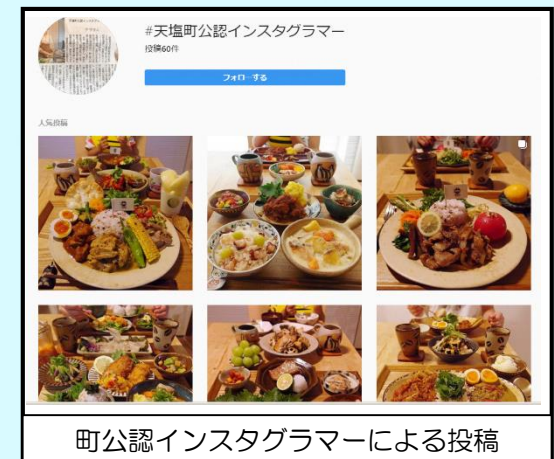 #天塩町公認インスタグラマー
投稿60件
フォローする
人気投稿
町公認インスタグラマーによる投稿